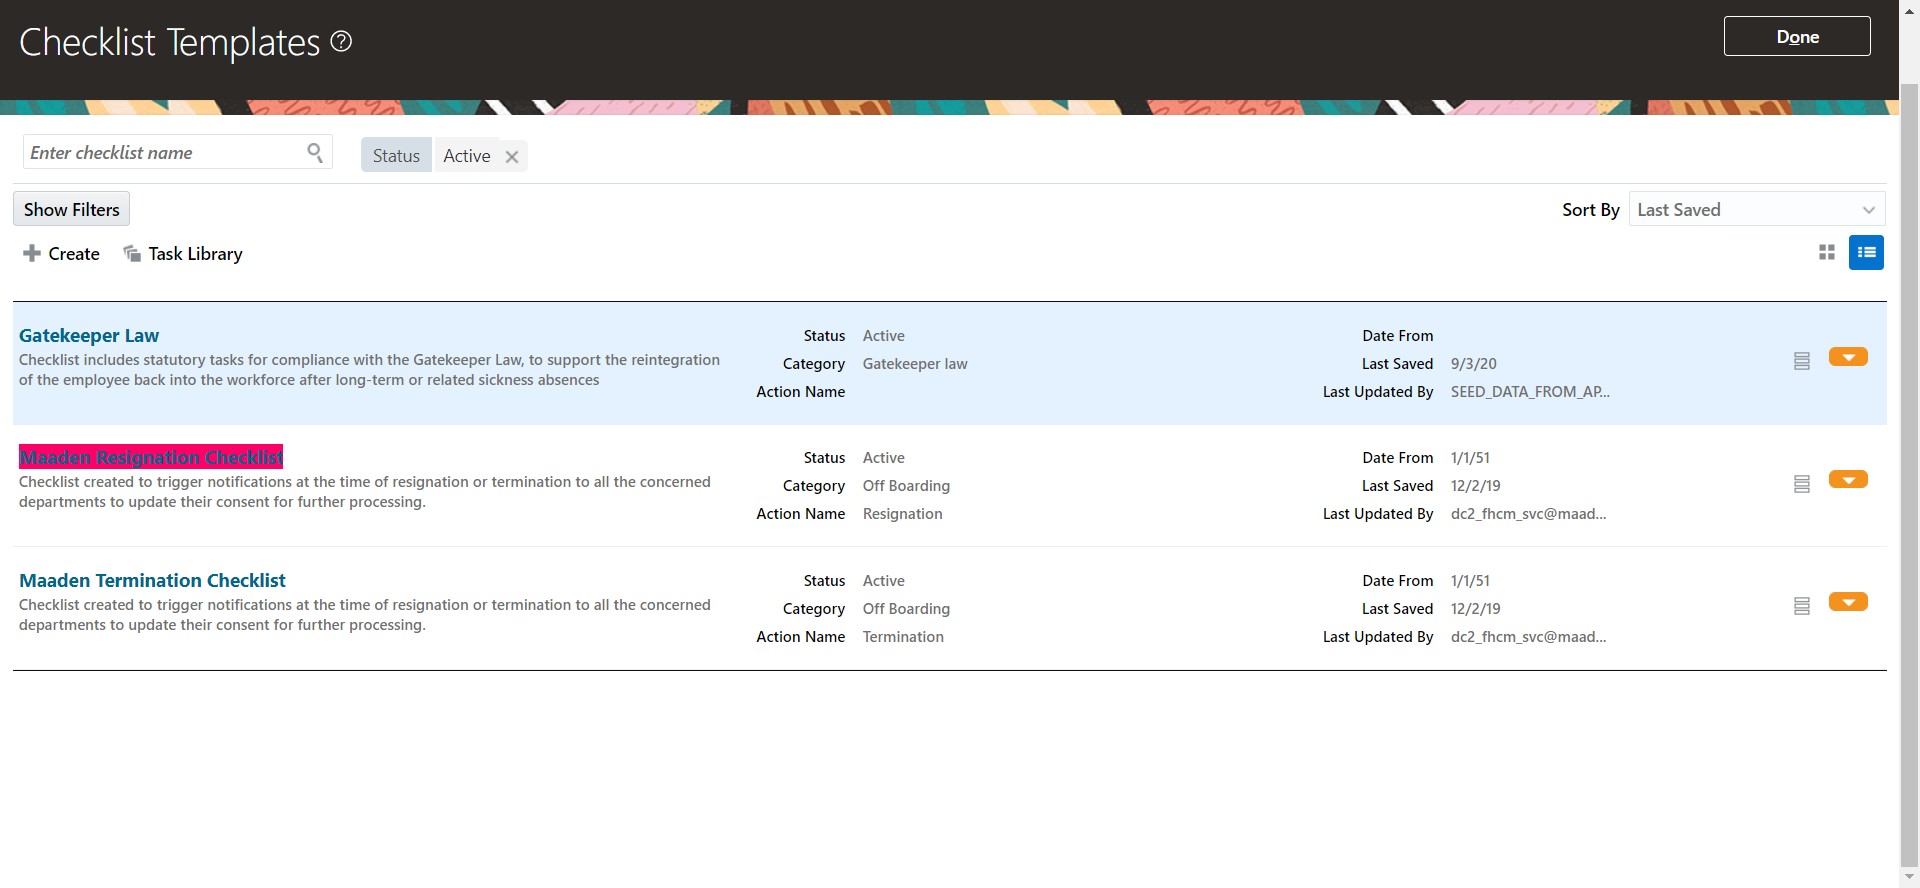 Checklist Templates ?
Done
Enter checklist name
Status Active
Show Filters
Sort By Last Saved
Create Task Library
Gatekeeper Law
Checklist includes statutory tasks for compliance with the Gatekeeper Law, to support the reintegration
of the employee back into the workforce after long-term or related sickness absences
Status Active
Category Gatekeeper law
Action Name
Date From
Last Saved 9/3/20
Last Updated By SEED_DATA_FROM_AP...
Maaden Resignation Checklist
Checklist created to trigger notifications at the time of resignation or termination to all the concerned
departments to update their consent for further processing.
Status Active
Category Off Boarding
Action Name Resignation
Date From 1/1/51
Last Saved 12/2/19
Last Updated By dc2_fhcm_svc@maad...
Maaden Termination Checklist
Checklist created to trigger notifications at the time of resignation or termination to all the concerned
departments to update their consent for further processing.
Status Active
Category Off Boarding
Action Name Termination
Date From 1/1/51
Last Saved 12/2/19
Last Updated By dc2_fhcm_svc@maad...